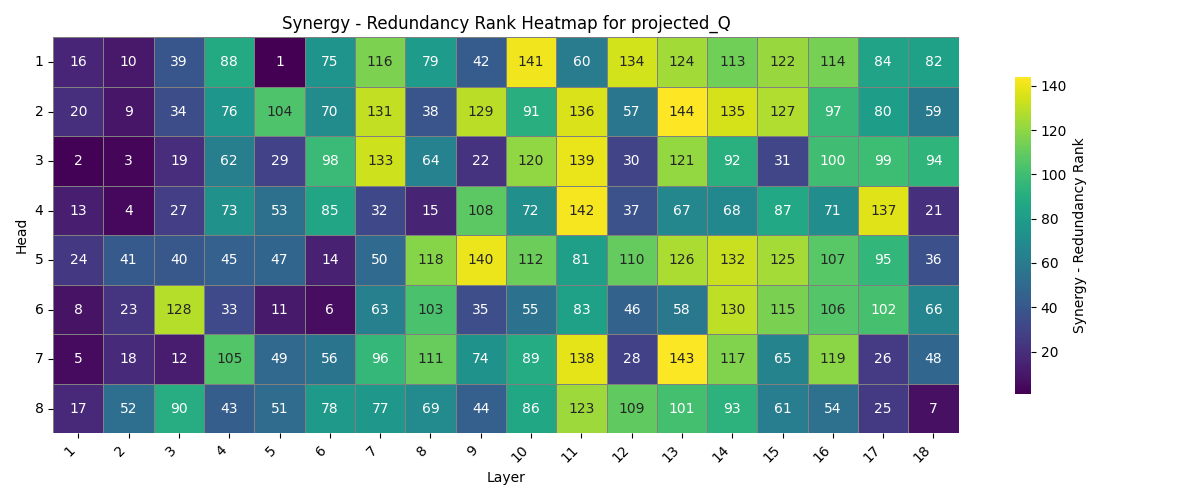 Synergy - Redundancy Rank Heatmap for projected_Q
1 16 10 39 88 1 75 116 79 42 141 60 134 124 113 122 114 84 82
2 20 9 34 76 104 70 131 38 129 91 136 57 144 135 127 97 80 59
3 2 3 19 62 29 98 133 64 22 120 139 30 121 92 31 100 99 94
4 13 4 27 73 53 85 32 15 108 72 142 37 67 68 87 71 137 21
5 24 41 40 45 47 14 50 118 140 112 81 110 126 132 125 107 95 36
6 8 23 128 33 11 6 63 103 35 55 83 46 58 130 115 106 102 66
7 5 18 12 105 49 56 96 111 74 89 138 28 143 117 65 119 26 48
8 17 52 90 43 51 78 77 69 44 86 123 109 101 93 61 54 25 7
1 2 3 4 5 6 7 8 9 10 11 12 13 14 15 16 17 18
Layer
Head
140
120
100
80
60
40
20
Synergy - Redundancy Rank